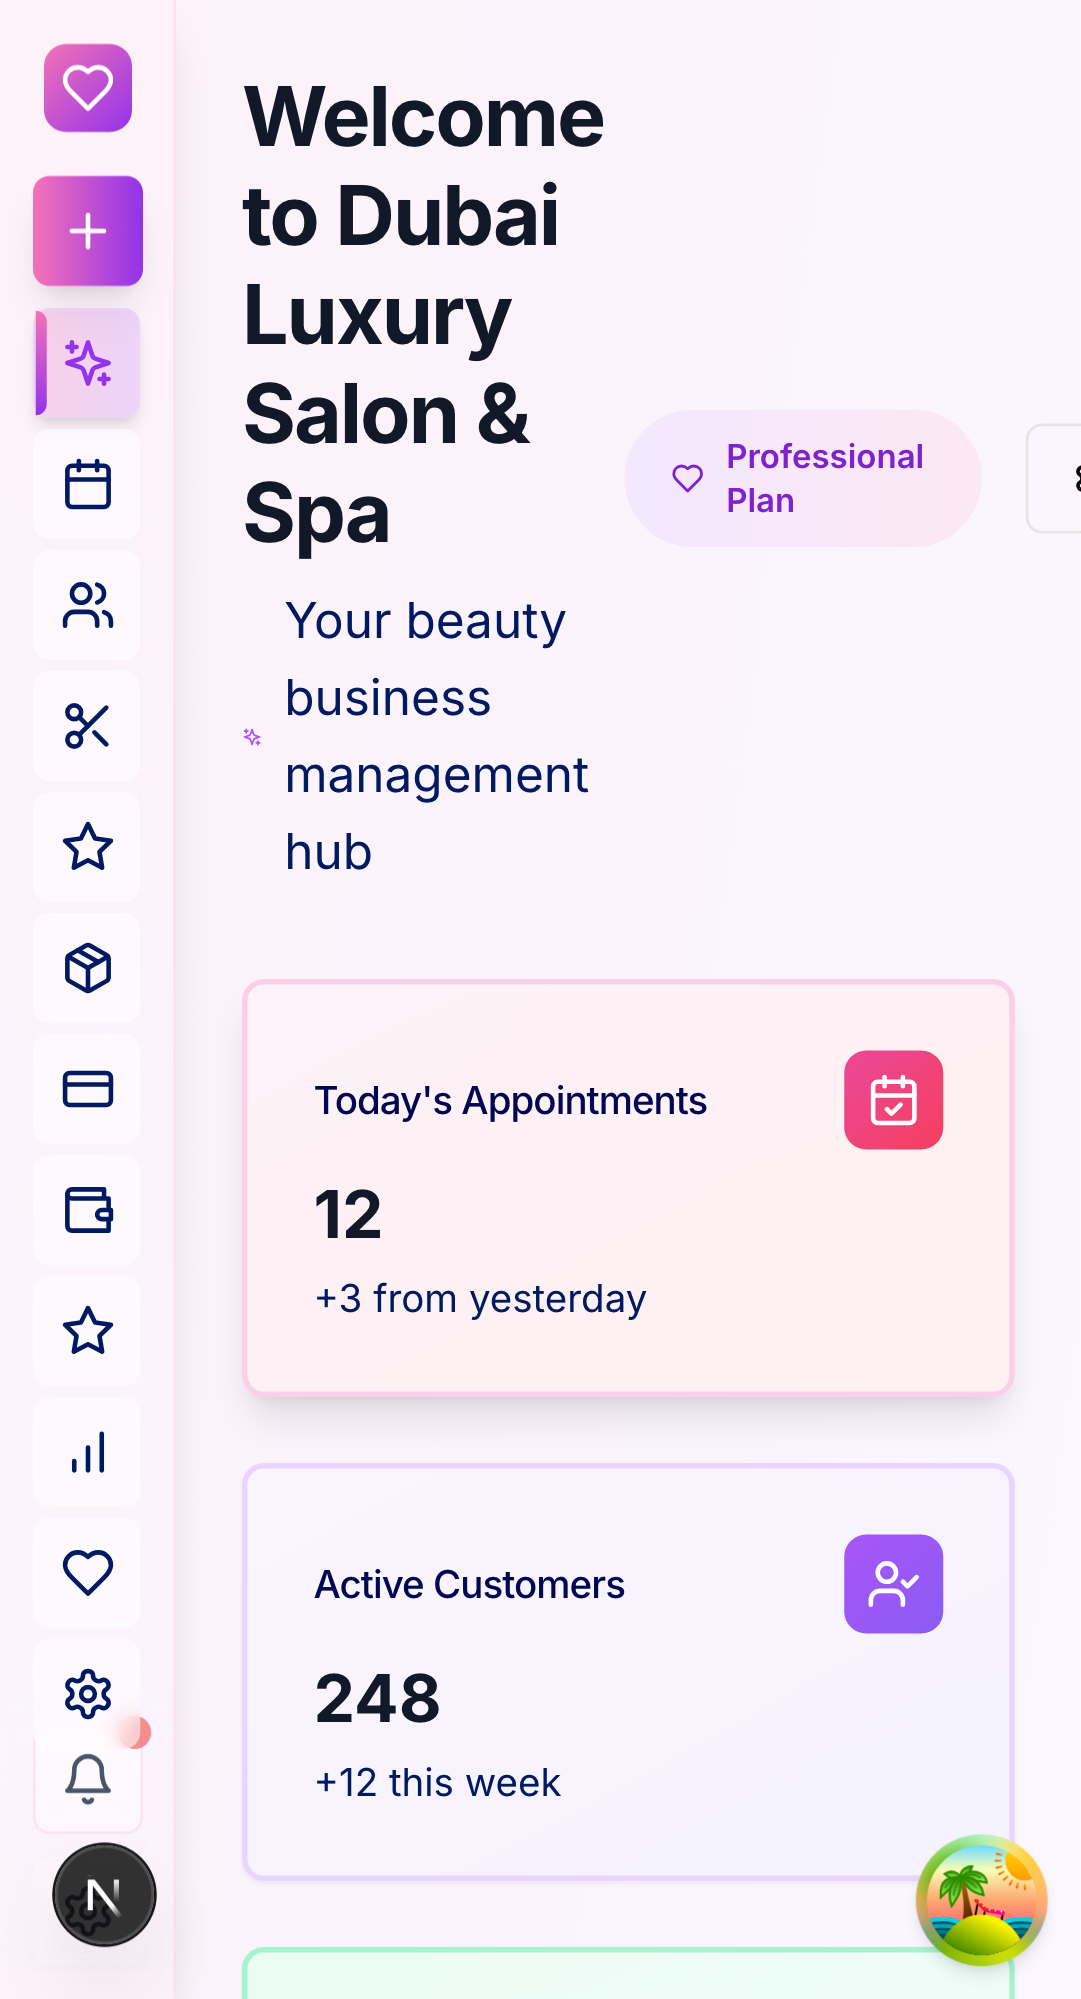 Welcome
to Dubai
Luxury
Salon &
Spa
Professional
Plan
Your beauty
business
management
hub
Today's Appointments
12
+3 from yesterday
Active Customers
248
+12 this week
N